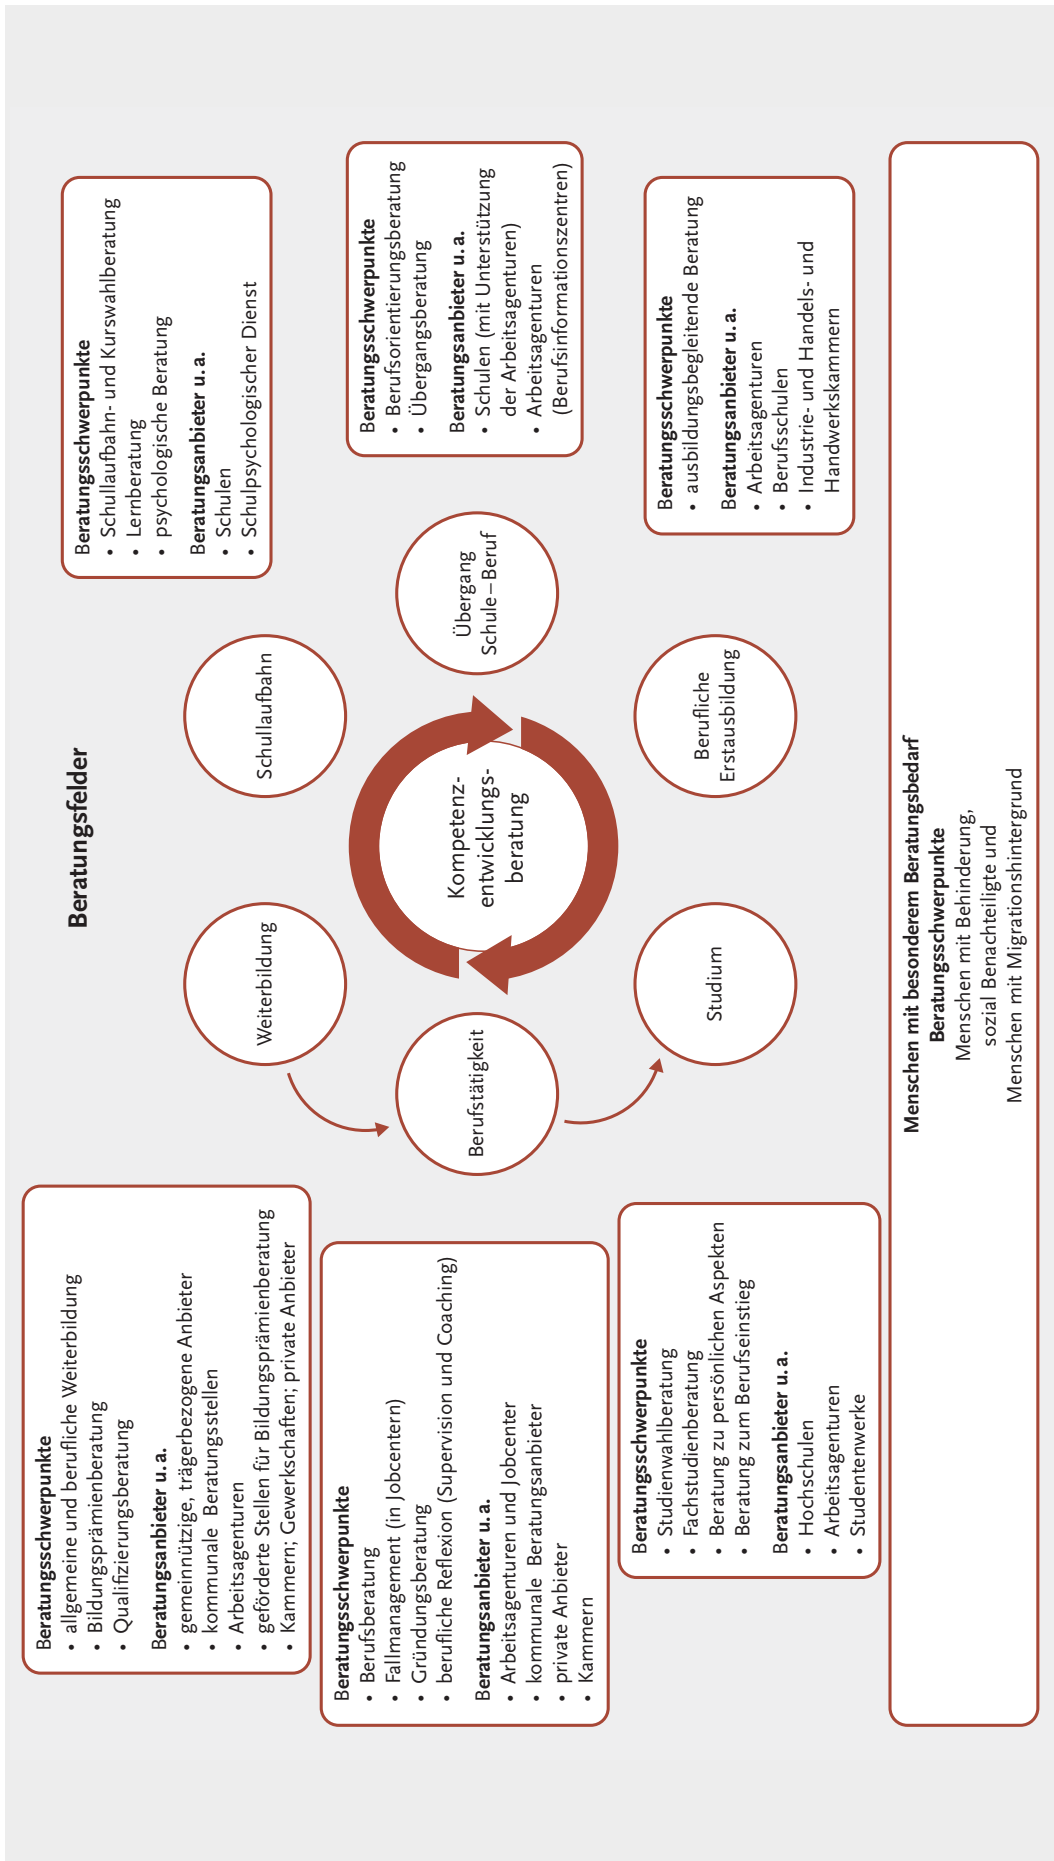 Beratungsfelder
Beratungsschwerpunkte
• allgemeine und berufliche Weiterbildung
• Bildungsprämienberatung
• Qualifizierungsberatung
Beratungsanbieter u. a.
• gemeinnützige, trägerbezogene Anbieter
• kommunale Beratungsstellen
• Arbeitsagenturen
• geförderte Stellen für Bildungsprämienberatung
• Kammern; Gewerkschaften; private Anbieter
Weiterbildung
Schullaufbahn
Beratungsschwerpunkte
• Schullaufbahn- und Kurswahlberatung
• Lernberatung
• psychologische Beratung
Beratungsanbieter u. a.
• Schulen
• Schulpsychologischer Dienst
Beratungsschwerpunkte
• Berufsberatung
• Fallmanagement (in Jobcentern)
• Gründungsberatung
• berufliche Reflexion (Supervision und Coaching)
Beratungsanbieter u. a.
• Arbeitsagenturen und Jobcenter
• kommunale Beratungsanbieter
• private Anbieter
• Kammern
Berufstätigkeit
Kompetenz-
entwicklungs-
beratung
Übergang
Schule–Beruf
Beratungsschwerpunkte
• Berufsorientierungsberatung
• Übergangsberatung
Beratungsanbieter u. a.
• Schulen (mit Unterstützung
der Arbeitsagenturen)
• Arbeitsagenturen
(Berufsinformationszentren)
Beratungsschwerpunkte
• Studienwahlberatung
• Fachstudienberatung
• Beratung zu persönlichen Aspekten
• Beratung zum Berufseinstieg
Beratungsanbieter u. a.
• Hochschulen
• Arbeitsagenturen
• Studentenwerke
Studium
Berufliche
Erstausbildung
Beratungsschwerpunkte
• ausbildungsbegleitende Beratung
Beratungsanbieter u. a.
• Arbeitsagenturen
• Berufsschulen
• Industrie- und Handels- und
Handwerkskammern
Menschen mit besonderem Beratungsbedarf
Beratungsschwerpunkte
Menschen mit Behinderung,
sozial Benachteiligte und
Menschen mit Migrationshintergrund